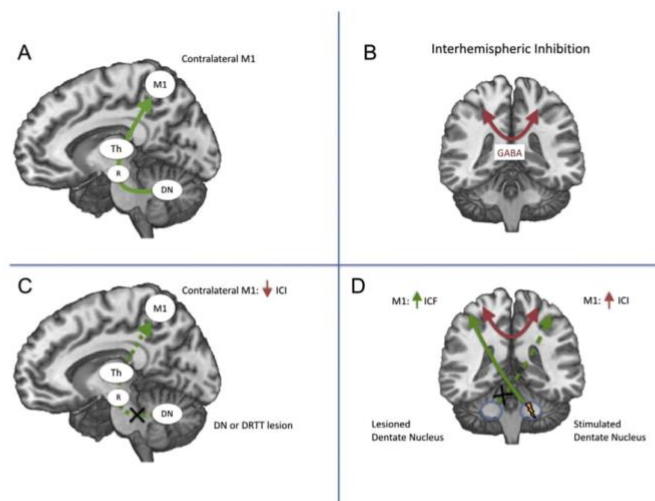 A
Contralateral M1
M1
Th
R
DN
B
Interhemispheric Inhibition
GABA
C
Contralateral M1: ↓ ICI
M1
Th
R
DN
DN or DRTT lesion
D
M1: ↑ ICF
M1: ↑ ICI
Lesioned
Dentate Nucleus
Stimulated
Dentate Nucleus